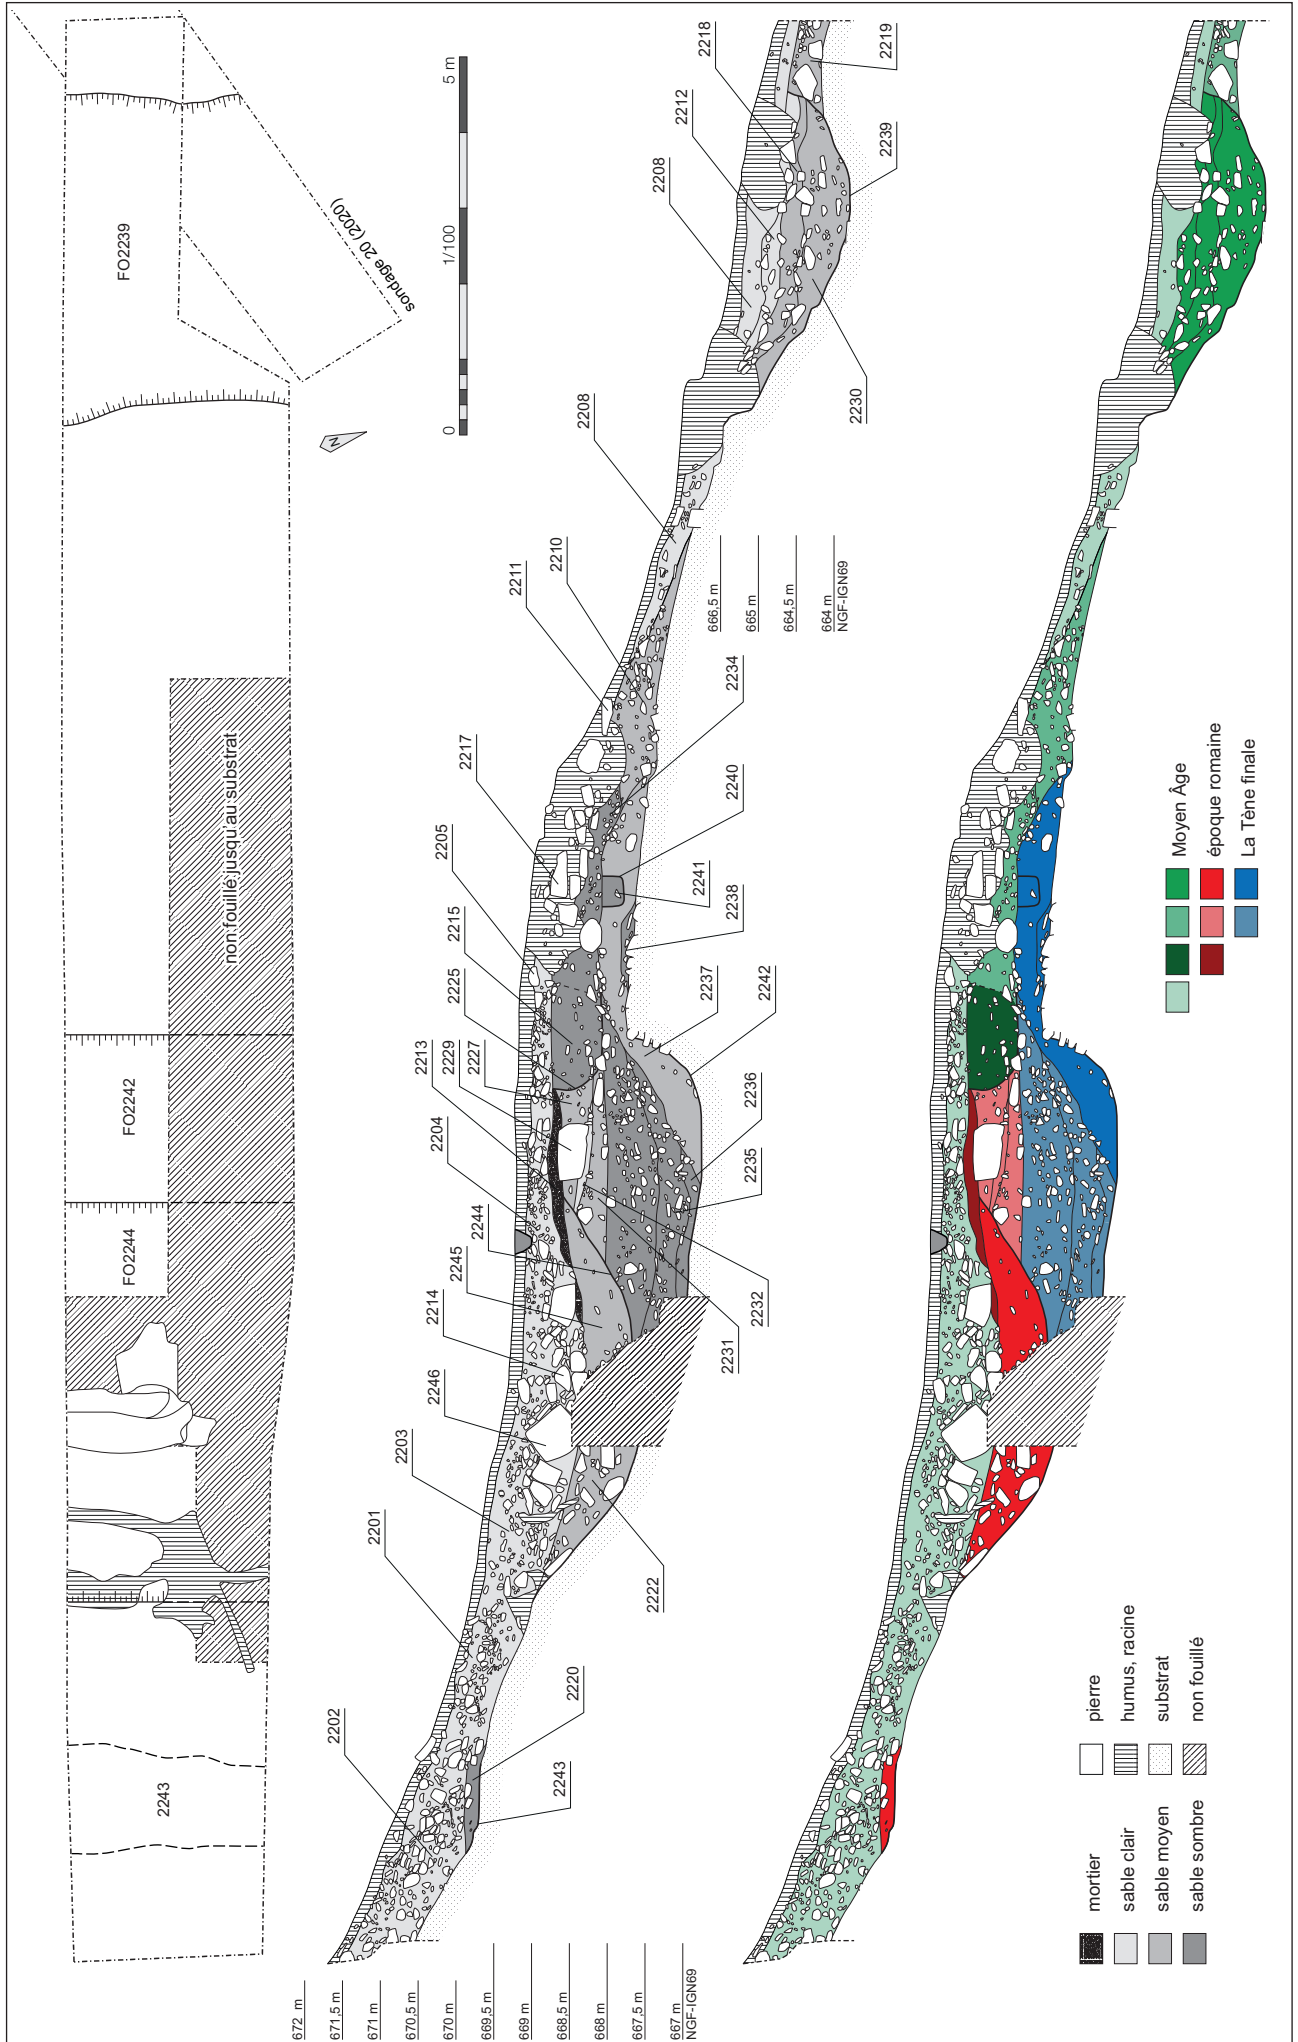 FO2239
sondage 20 (2020)
non fouillé jusqu'au substrat
FO2242
FO2244
2243
N
0
1/100
5 m
672 m
671,5 m
671 m
670,5 m
670 m
669,5 m
669 m
668,5 m
668 m
667,5 m
667 m
NGF-IGN69
2202
2201
2203
2246
2214
2245
2244
2204
2213
2229
2227
2225
2215
2205
2217
2211
2210
2208
2208
2212
2218
2219
2243
2220
2222
2231
2232
2235
2236
2242
2237
2238
2241
2240
2234
2230
2239
666,5 m
665 m
664,5 m
664 m
NGF-IGN69
mortier
sable clair
sable moyen
sable sombre
pierre
humus, racine
substrat
non fouillé
Moyen Âge
époque romaine
La Tène finale